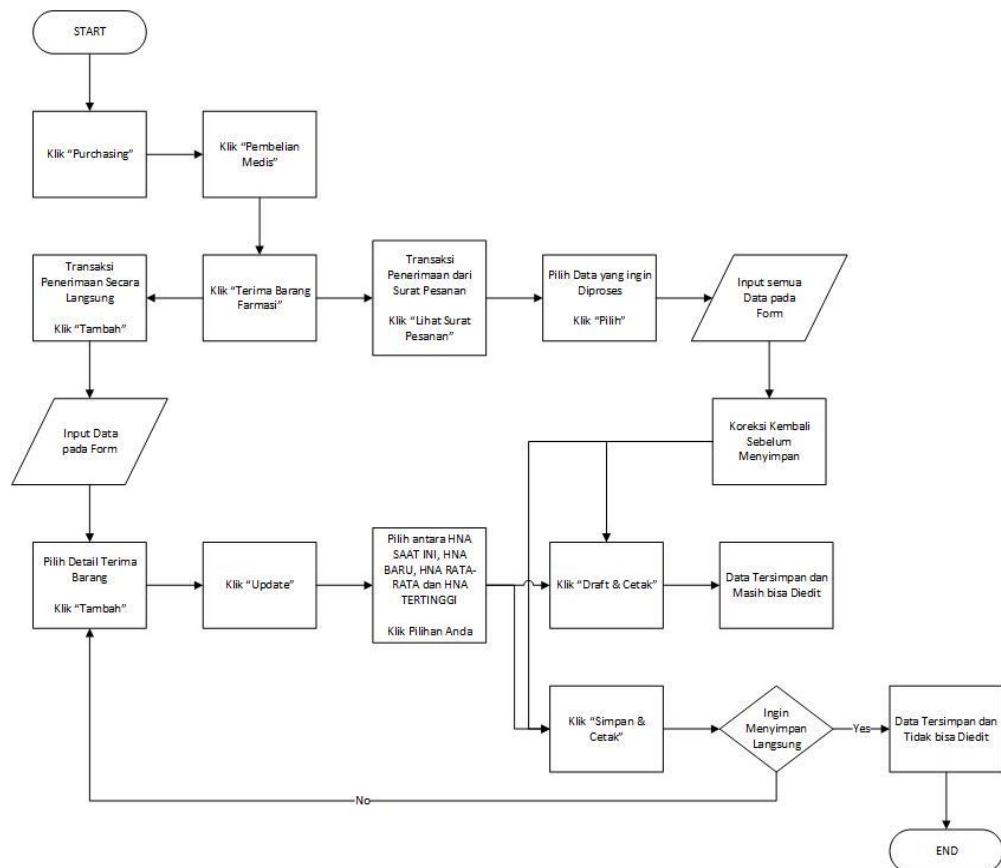 START
Klik “Purchasing”
Klik “Pembelian
Medis”
Transaksi
Penerimaan Secara
Langsung
Klik “Tambah”
Klik “Terima Barang
Farmasi”
Transaksi
Penerimaan dari
Surat Pesanan
Klik “Lihat Surat
Pesanan”
Pilih Data yang ingin
Diproses
Klik “Pilih”
Input semua
Data pada
Form
Input Data
pada Form
Koreksi Kembali
Sebelum
Menyimpan
Pilih Detail Terima
Barang
Klik “Tambah”
Klik “Update”
Pilih antara HNA
SAAT INI, HNA
BARU, HNA RATA-
RATA dan HNA
TERTINGGI
Klik Pilihan Anda
Klik “Draft & Cetak”
Data Tersimpan dan
Masih bisa Diedit
Klik “Simpan &
Cetak”
Ingin
Menyimpan
Langsung
Yes
Data Tersimpan dan
Tidak bisa Diedit
No
END